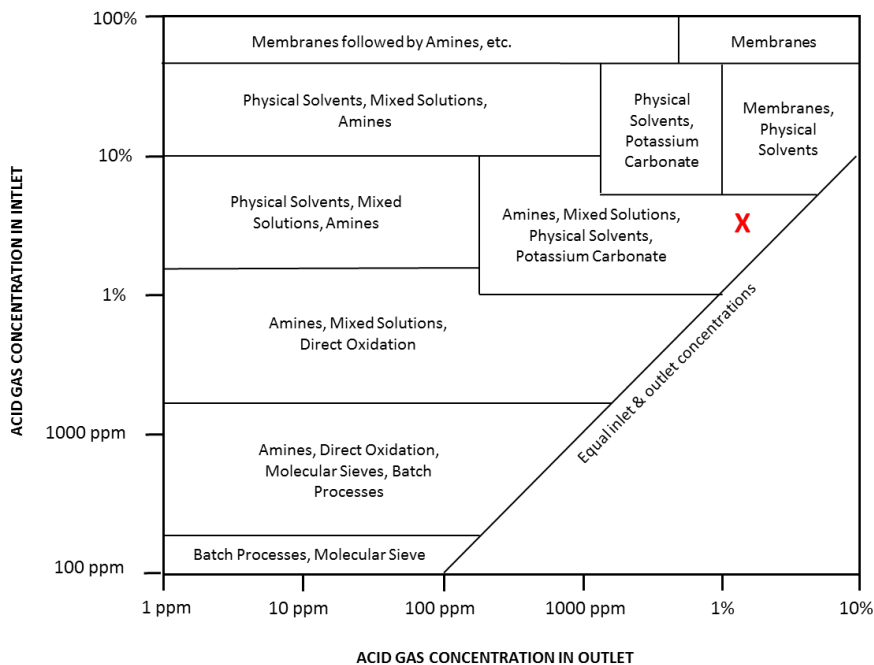 100%
Membranes followed by Amines, etc.
Membranes
Physical Solvents, Mixed Solutions,
Amines
Physical
Solvents,
Potassium
Carbonate
Membranes,
Physical
Solvents
10%
Physical Solvents, Mixed
Solutions, Amines
Amines, Mixed Solutions,
Physical Solvents,
Potassium Carbonate
X
1%
Amines, Mixed Solutions,
Direct Oxidation
Equal inlet & outlet concentrations
1000 ppm
Amines, Direct Oxidation,
Molecular Sieves, Batch
Processes
Batch Processes, Molecular Sieve
100 ppm
ACID GAS CONCENTRATION IN INTLET
1 ppm
10 ppm
100 ppm
1000 ppm
1%
10%
ACID GAS CONCENTRATION IN OUTLET